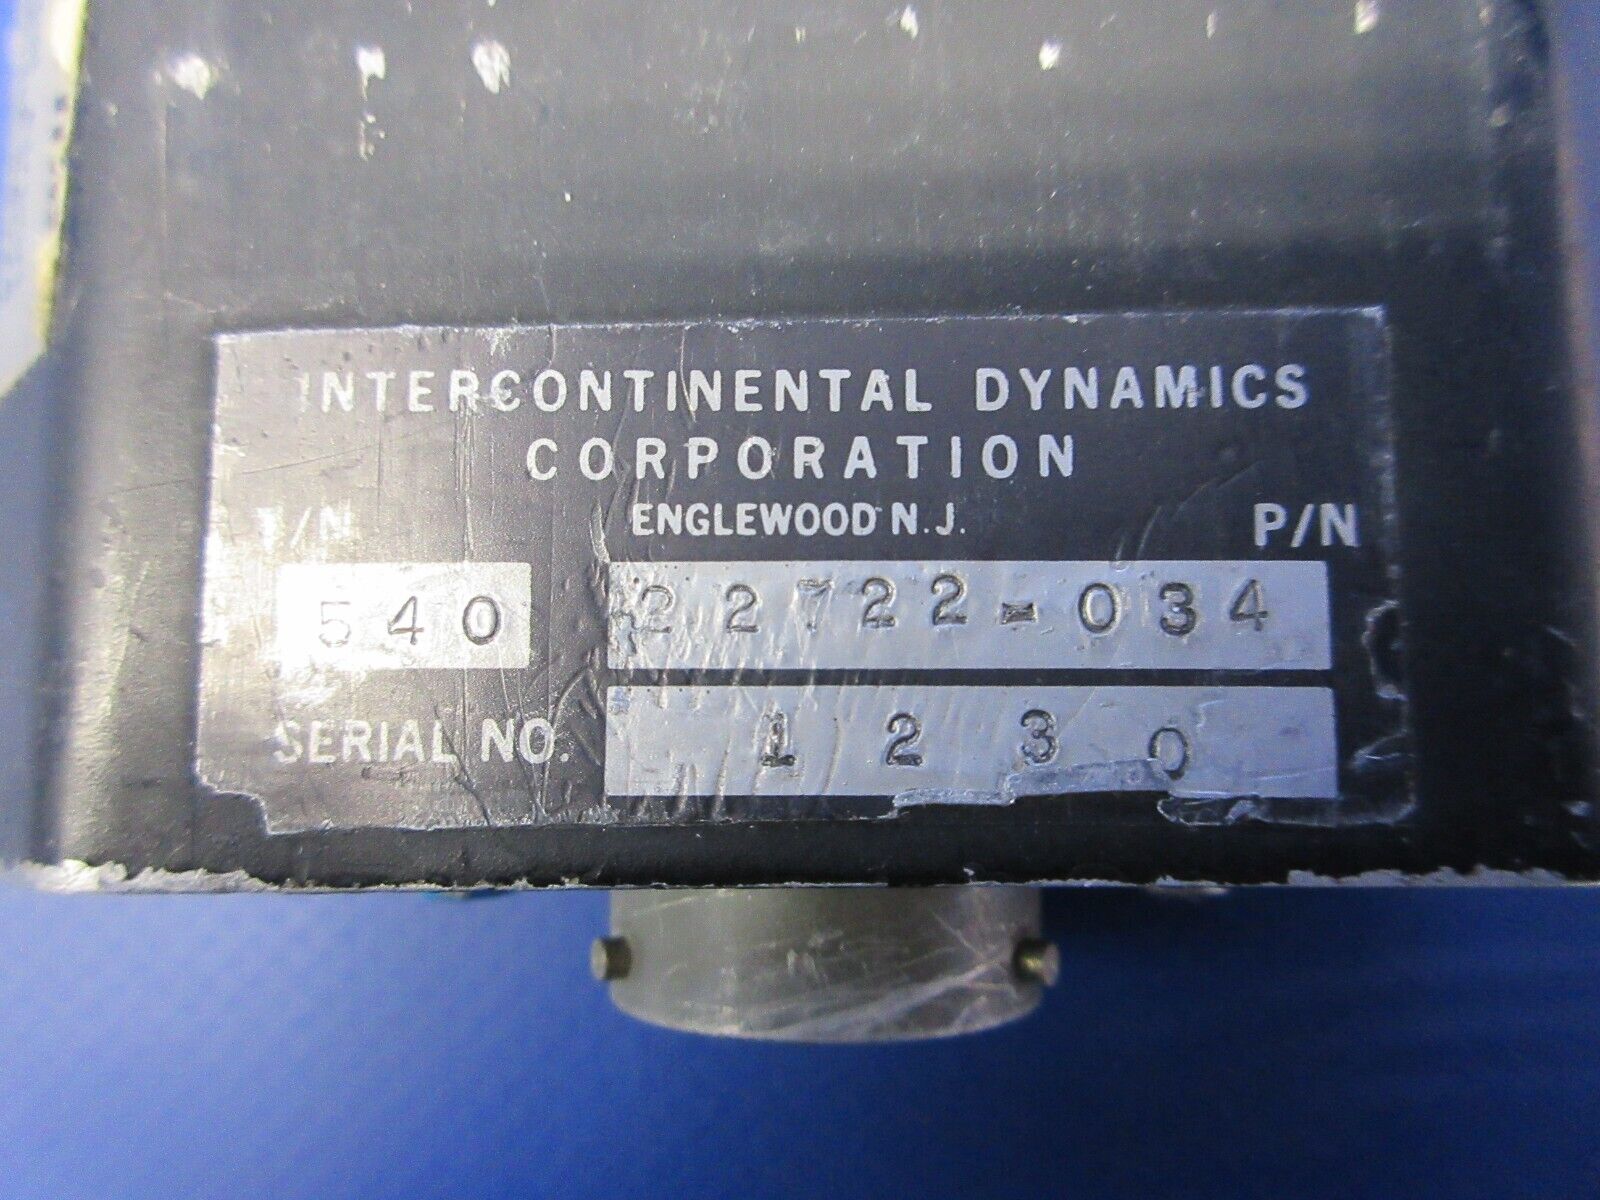 INTERCONTINENTAL DYNAMICS
CORPORATION
ENGLEWOOD N.J.
T/N P/N
540 22722-034
SERIAL NO. 1230